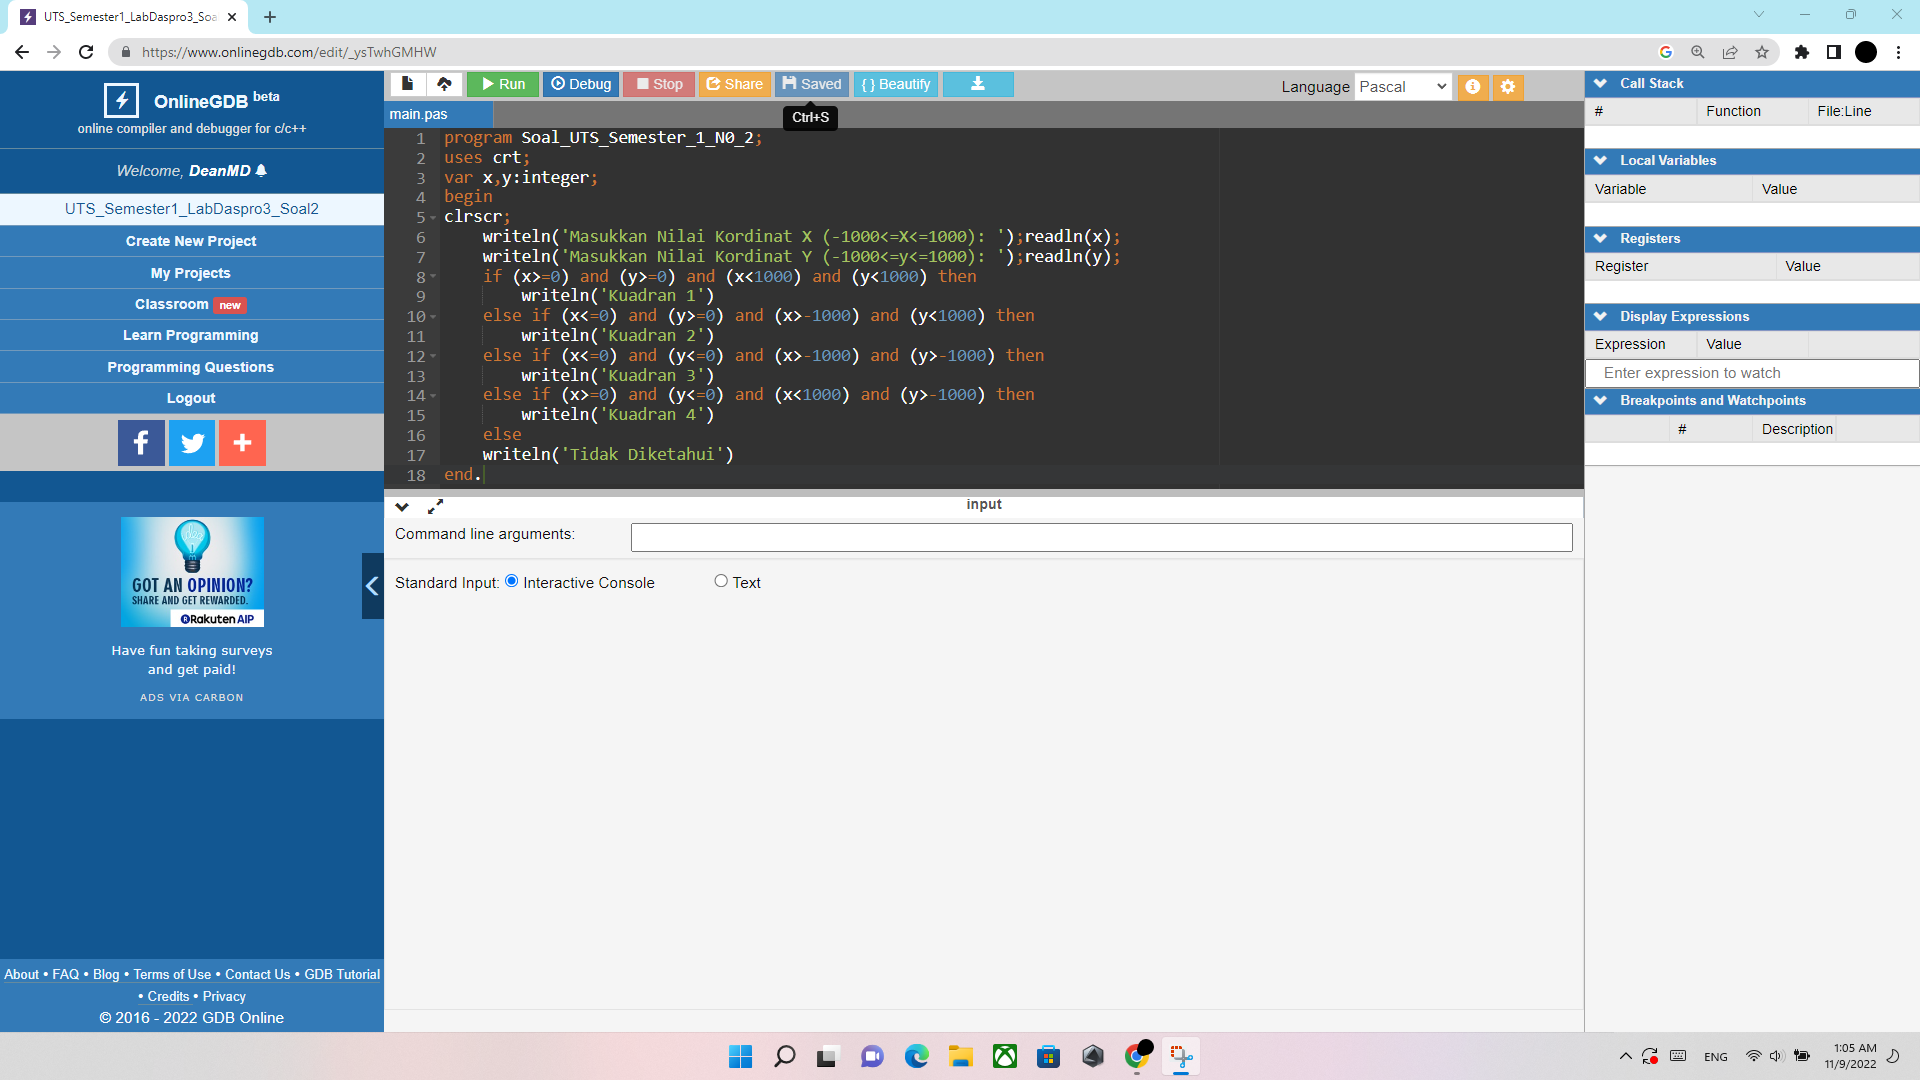 UTS_Semester1_LabDaspro3_Soa
https://www.onlinegdb.com/edit/_ysTwhGMHW
OnlineGDB beta
online compiler and debugger for c/c++
Welcome, DeanMD
UTS_Semester1_LabDaspro3_Soal2
Create New Project
My Projects
Classroom new
Learn Programming
Programming Questions
Logout
GOT AN OPINION?
SHARE AND GET REWARDED.
Rakuten AIP
Have fun taking surveys
and get paid!
ADS VIA CARBON
About • FAQ • Blog • Terms of Use • Contact Us • GDB Tutorial
• Credits • Privacy
© 2016 - 2022 GDB Online
Run Debug Stop Share Saved { } Beautify
Language Pascal
Ctrl+S
main.pas
1 program Soal_UTS_Semester_1_N0_2;
2 uses crt;
3 var x,y:integer;
4 begin
5 clrscr;
6 writeln('Masukkan Nilai Kordinat X (-1000<=X<=1000): ');readln(x);
7 writeln('Masukkan Nilai Kordinat Y (-1000<=y<=1000): ');readln(y);
8 if (x>=0) and (y>=0) and (x<1000) and (y<1000) then
9 writeln('Kuadran 1')
10 else if (x<=0) and (y>=0) and (x>-1000) and (y<1000) then
11 writeln('Kuadran 2')
12 else if (x<=0) and (y<=0) and (x>-1000) and (y>-1000) then
13 writeln('Kuadran 3')
14 else if (x>=0) and (y<=0) and (x<1000) and (y>-1000) then
15 writeln('Kuadran 4')
16 else
17 writeln('Tidak Diketahui')
18 end.
input
Command line arguments:
Standard Input: Interactive Console Text
Call Stack
# Function File:Line
Local Variables
Variable Value
Registers
Register Value
Display Expressions
Expression Value
Enter expression to watch
Breakpoints and Watchpoints
# Description
ENG
1:05 AM
11/9/2022